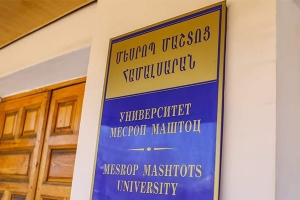 ՄԵՍՐՈՊ ՄԱՇՏՈՑ
ՀԱՄԱԼՍԱՐԱՆ
УНИВЕРСИТЕТ
МЕСРОП МАШТОЦ
MESROP MASHTOTS
UNIVERSITY